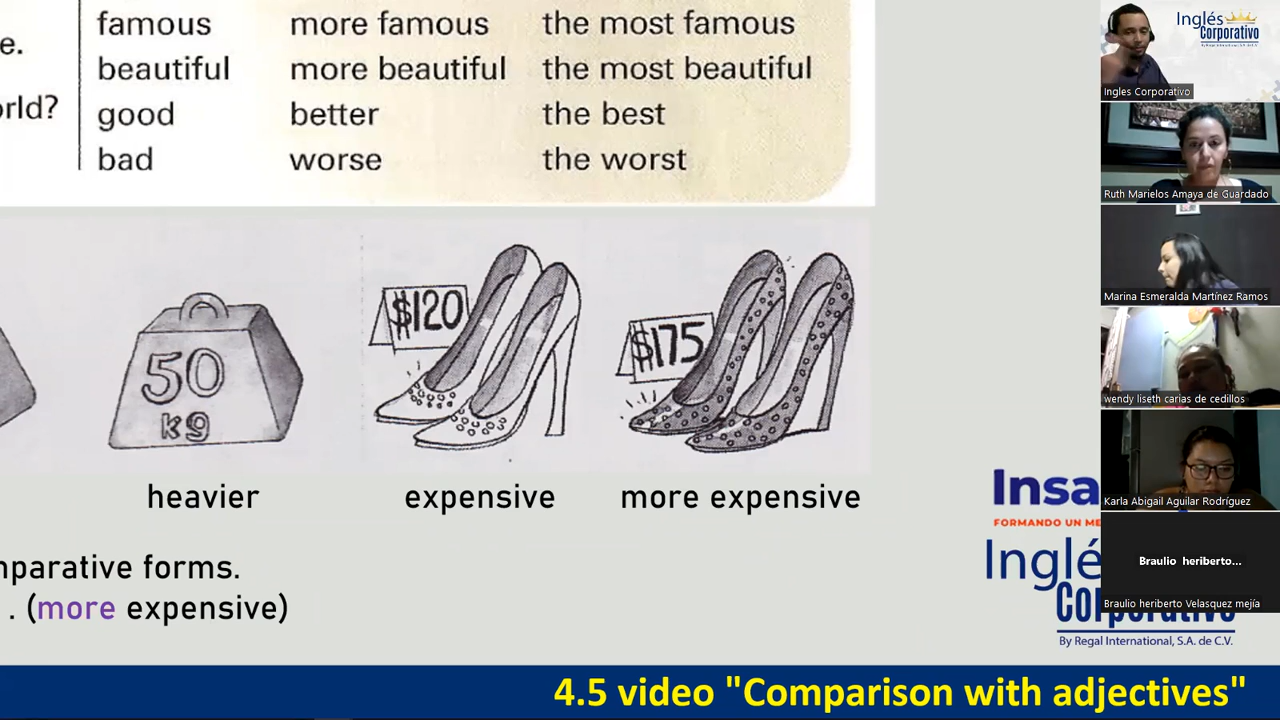 famous more famous the most famous
e.
beautiful more beautiful the most beautiful
orld?
good better the best
bad worse the worst
$120
$175
50
kg
heavier expensive more expensive
mparative forms.
. (more expensive)
Insa
FORMANDO UN ME
Inglé
Corporativo
By Regal International, S.A. de C.V.
4.5 video "Comparison with adjectives"
Inglés
Corporativo
Ingles Corporativo
Ruth Marielos Amaya de Guardado
Marina Esmeralda Martínez Ramos
wendy liseth carias de cedillos
Karla Abigail Aguilar Rodríguez
Braulio heriberto...
Braulio heriberto Velasquez mejía